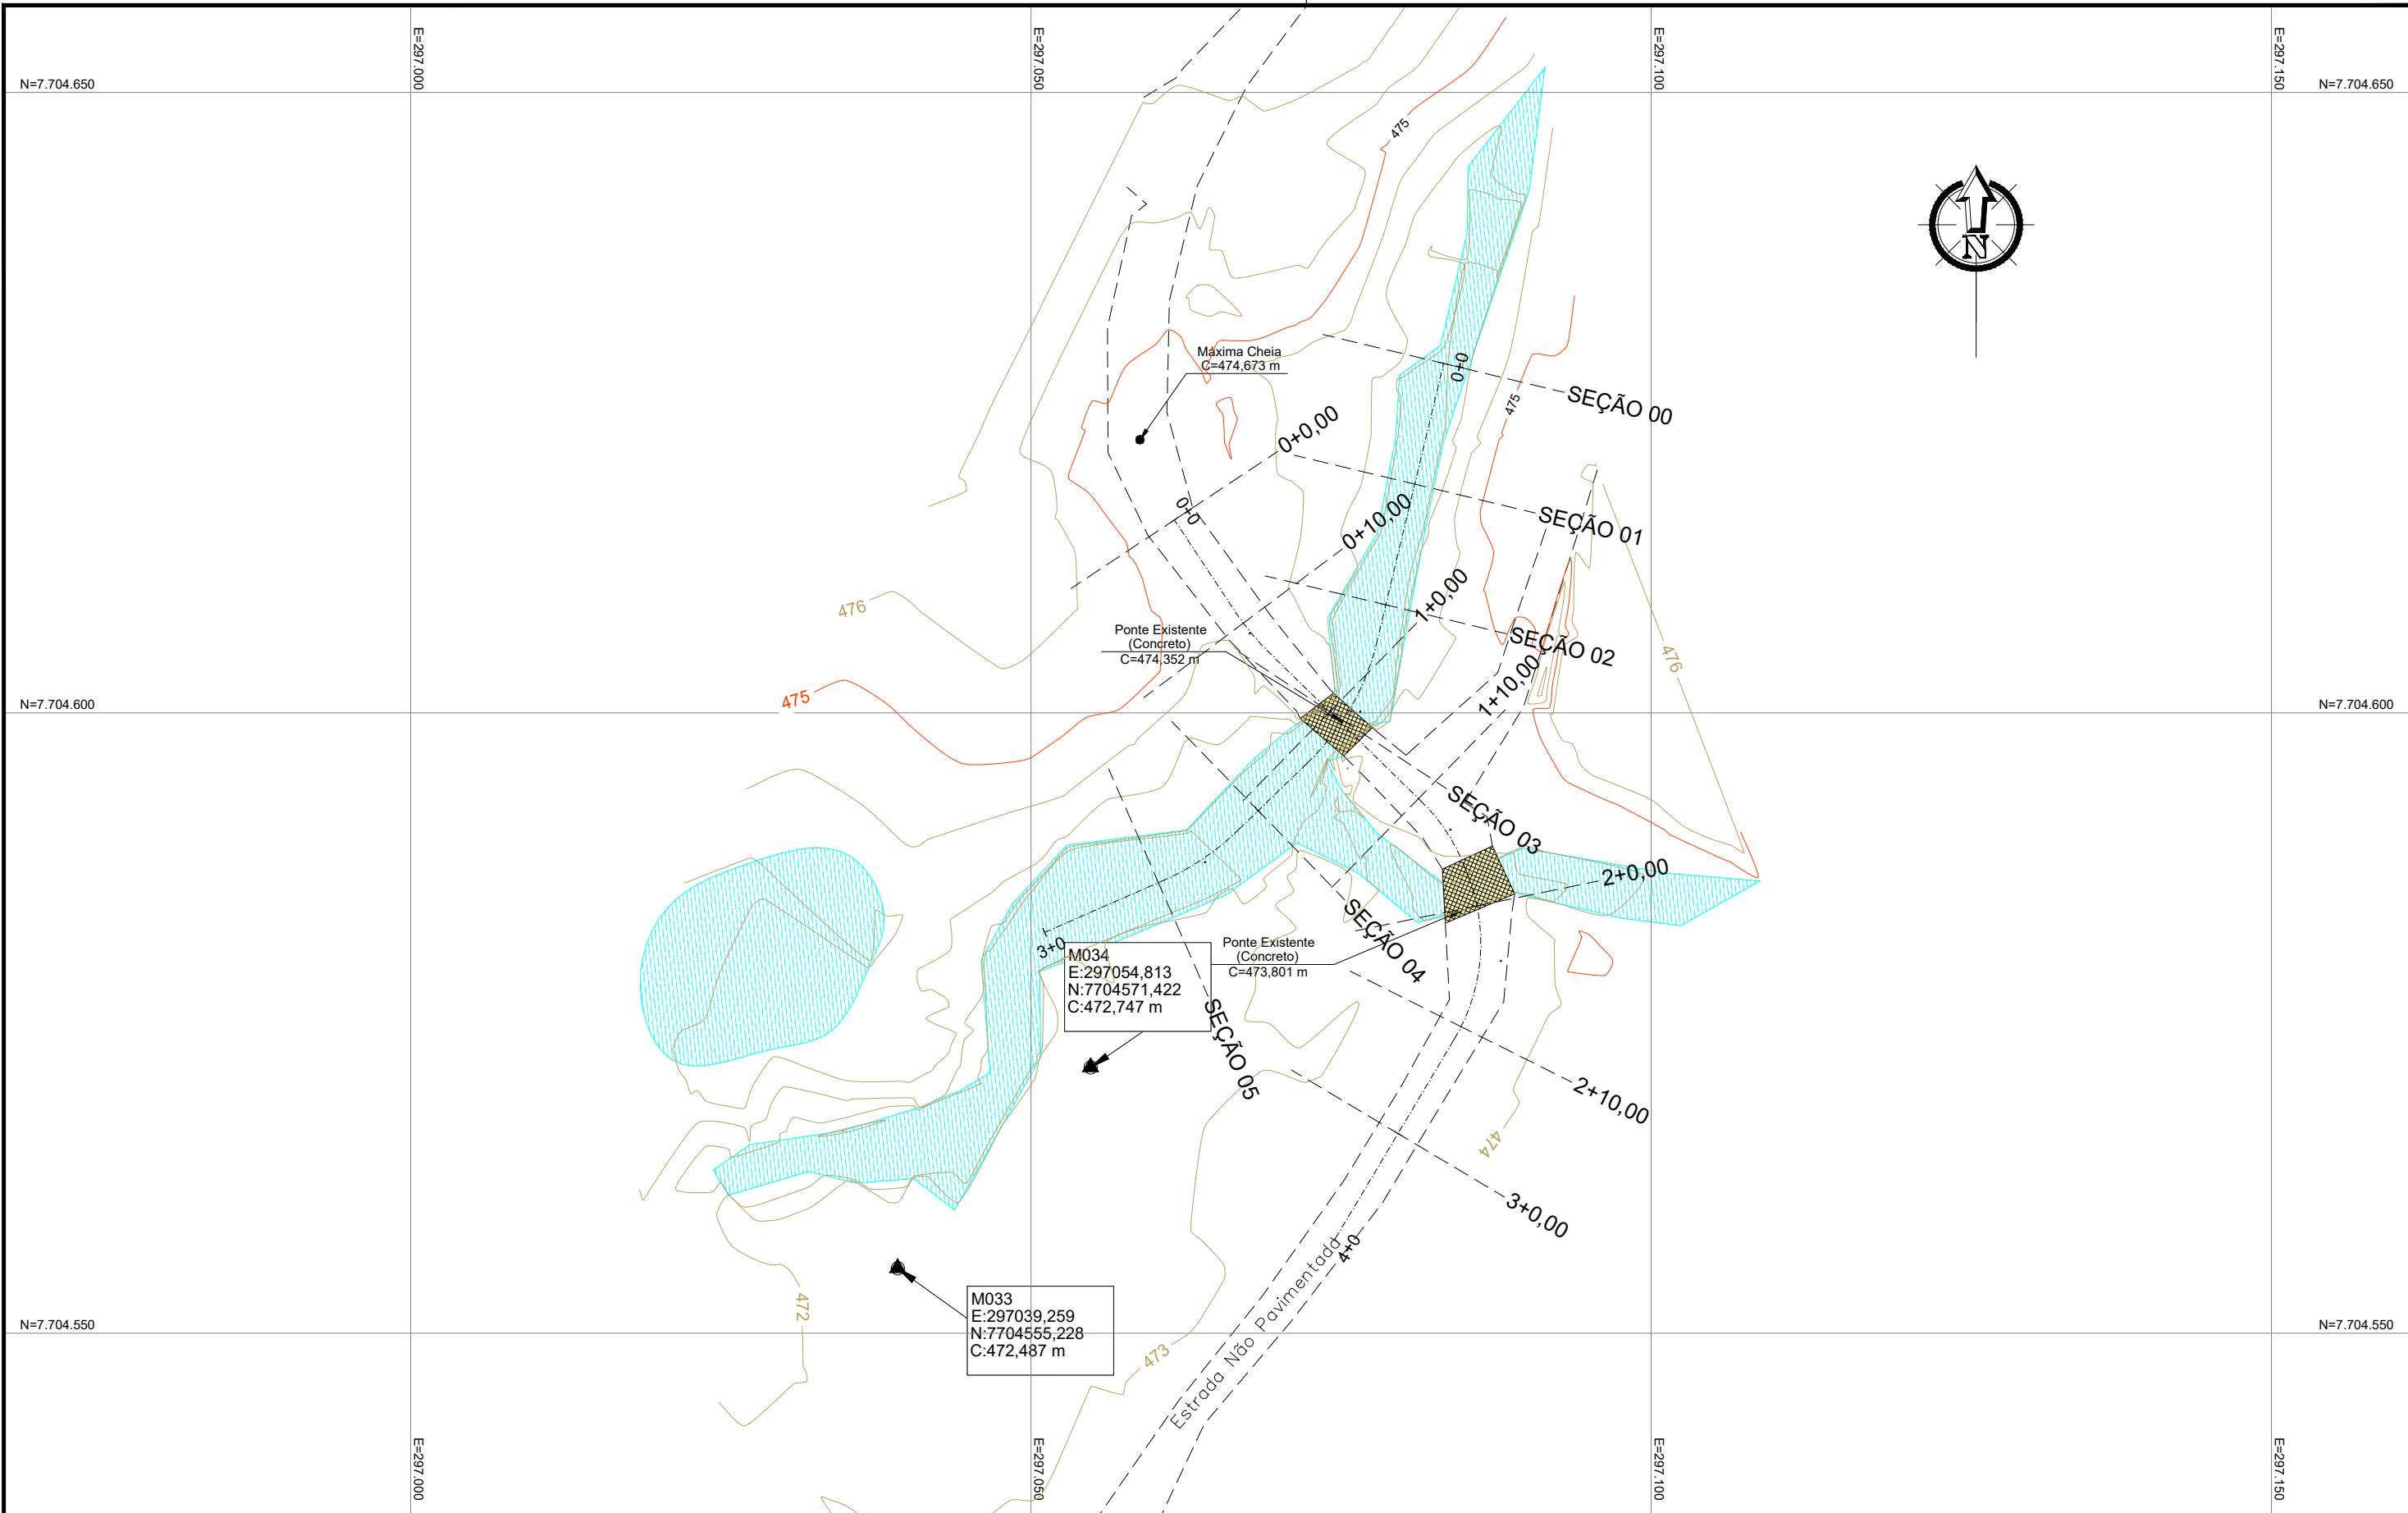 E=297.000
E=297.050
E=297.100
E=297.150
N=7.704.650
N=7.704.650
475
N
Máxima Cheia
C=474,673 m
0+0
SEÇÃO 00
475
0+0,00
0+0
0+10,00
SEÇÃO 01
476
1+0,00
Ponte Existente
(Concreto)
C=474,352 m
SEÇÃO 02
476
1+10,00
475
N=7.704.600
N=7.704.600
SEÇÃO 03
2+0,00
SEÇÃO 04
3+0
M034
E:297054,813
N:7704571,422
C:472,747 m
Ponte Existente
(Concreto)
C=473,801 m
SEÇÃO 05
2+10,00
474
3+0,00
4+0
Estrada Não Pavimentada
472
M033
E:297039,259
N:7704555,228
C:472,487 m
473
N=7.704.550
N=7.704.550
E=297.000
E=297.050
E=297.100
E=297.150